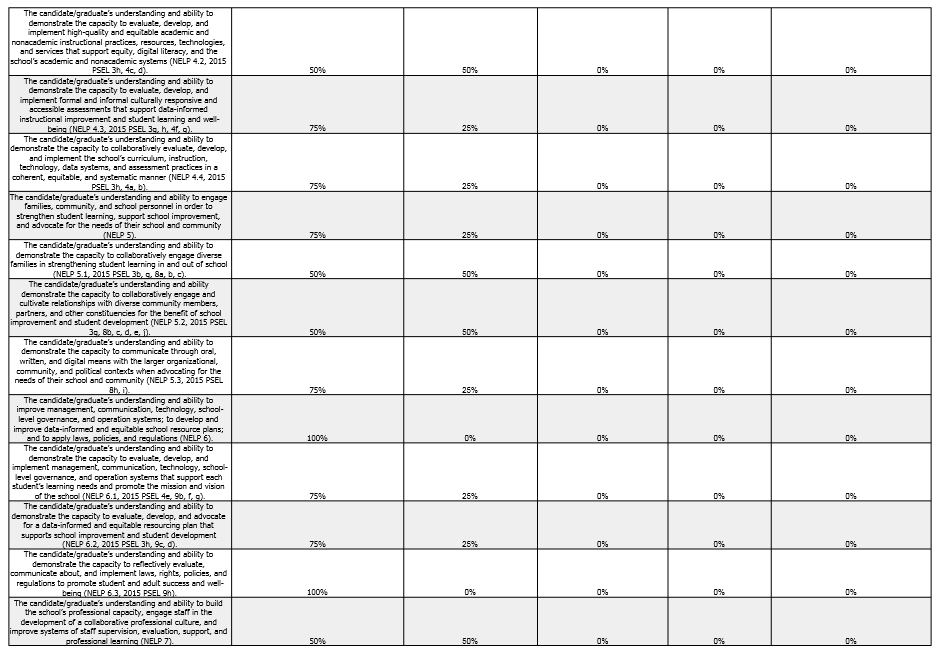 The candidate/graduate's understanding and ability to
demonstrate the capacity to evaluate, develop, and
implement high-quality and equitable academic and
nonacademic instructional practices, resources, technologies,
and services that support equity, digital literacy, and the
school's academic and nonacademic systems (NELP 4.2, 2015
PSEL 3h, 4c, d).
50% 50% 0% 0% 0%
The candidate/graduate's understanding and ability to
demonstrate the capacity to evaluate, develop, and
implement formal and informal culturally responsive and
accessible assessments that support data-informed
instructional improvement and student learning and well-
being (NELP 4.3, 2015 PSEL 3g, h, 4f, g).
75% 25% 0% 0% 0%
The candidate/graduate's understanding and ability to
demonstrate the capacity to collaboratively evaluate, develop,
and implement the school's curriculum, instruction,
technology, data systems, and assessment practices in a
coherent, equitable, and systematic manner (NELP 4.4, 2015
PSEL 3h, 4a, b).
75% 25% 0% 0% 0%
The candidate/graduate's understanding and ability to engage
families, community, and school personnel in order to
strengthen student learning, support school improvement,
and advocate for the needs of their school and community
(NELP 5).
75% 25% 0% 0% 0%
The candidate/graduate's understanding and ability to
demonstrate the capacity to collaboratively engage diverse
families in strengthening student learning in and out of school
(NELP 5.1, 2015 PSEL 3b, g, 8a, b, c).
50% 50% 0% 0% 0%
The candidate/graduate's understanding and ability
demonstrate the capacity to collaboratively engage and
cultivate relationships with diverse community members,
partners, and other constituencies for the benefit of school
improvement and student development (NELP 5.2, 2015 PSEL
3g, 8b, c, d, e, j).
50% 50% 0% 0% 0%
The candidate/graduate's understanding and ability to
demonstrate the capacity to communicate through oral,
written, and digital means with the larger organizational,
community, and political contexts when advocating for the
needs of their school and community (NELP 5.3, 2015 PSEL
8h, i).
75% 25% 0% 0% 0%
The candidate/graduate's understanding and ability to
improve management, communication, technology, school-
level governance, and operation systems; to develop and
improve data-informed and equitable school resource plans;
and to apply laws, policies, and regulations (NELP 6).
100% 0% 0% 0% 0%
The candidate/graduate's understanding and ability to
demonstrate the capacity to evaluate, develop, and
implement management, communication, technology, school-
level governance, and operation systems that support each
student's learning needs and promote the mission and vision
of the school (NELP 6.1, 2015 PSEL 4e, 9b, f, g).
75% 25% 0% 0% 0%
The candidate/graduate's understanding and ability to
demonstrate the capacity to evaluate, develop, and advocate
for a data-informed and equitable resourcing plan that
supports school improvement and student development
(NELP 6.2, 2015 PSEL 3h, 9c, d).
75% 25% 0% 0% 0%
The candidate/graduate's understanding and ability to
demonstrate the capacity to reflectively evaluate,
communicate about, and implement laws, rights, policies, and
regulations to promote student and adult success and well-
being (NELP 6.3, 2015 PSEL 9h).
100% 0% 0% 0% 0%
The candidate/graduate's understanding and ability to build
the school's professional capacity, engage staff in the
development of a collaborative professional culture, and
improve systems of staff supervision, evaluation, support, and
professional learning (NELP 7).
50% 50% 0% 0% 0%